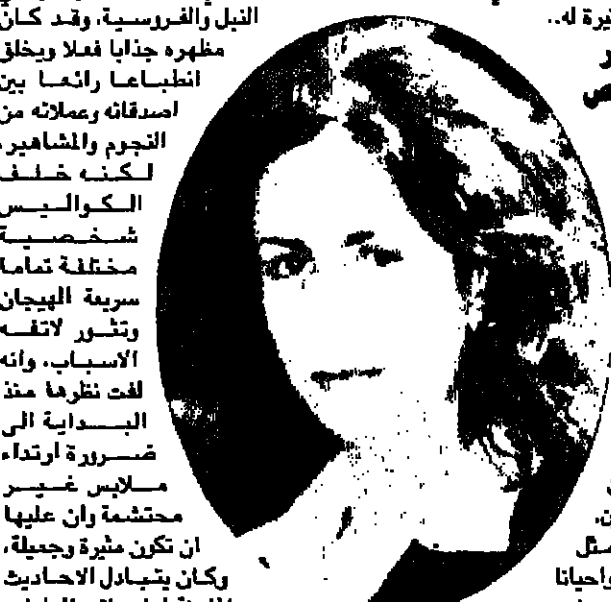 النبل والفروسية، وقد كان
مظهره جذابا فعلا ويخلق
انطباعا رائعا بين
اصدقائه وعملائه من
النجوم والمشاهير،
لكنه خلف
الكواليس
شخصية
مختلفة تماما
سريعة الهيجان
وتثور لاتفه
الاسباب، وانه
لفت نظرها منذ
البداية الى
ضرورة ارتداء
ملابس غير
محتشمة وان عليها
ان تكون مثيرة وجميلة،
وكان يتبادل الاحاديث
له..
واحيانا